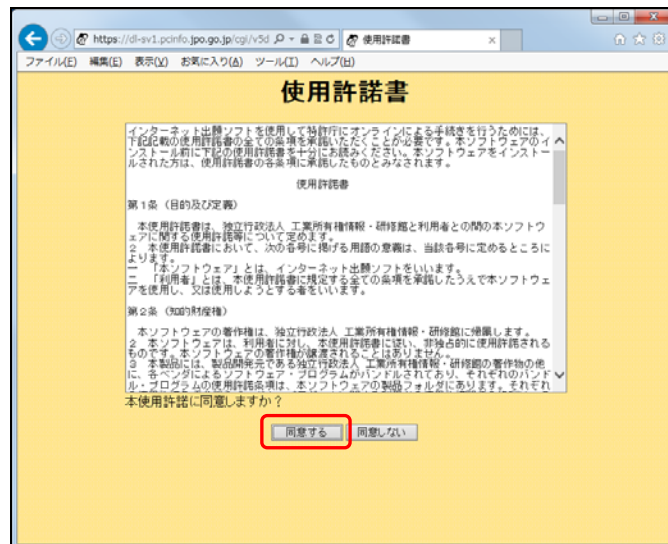 https://dl-sv1.pcinfo.jpo.go.jp/cgi/v5d
使用許諾書
ファイル(F) 編集(E) 表示(V) お気に入り(A) ツール(T) ヘルプ(H)
使用許諾書
インターネット出願ソフトを使用して特許庁にオンラインによる手続きを行うためには、
下記記載の使用許諾書の全ての条項を承諾いただくことが必要です。本ソフトウェアのイ
ンストール前に下記の使用許諾書を十分にお読みください。本ソフトウェアをインストー
ルされた方は、使用許諾書の各条項に承諾したものとみなされます。
使用許諾書
第1条（目的及び定義）
本使用許諾書は、独立行政法人 工業所有権情報・研修館と利用者との間の本ソフトウ
ェアに関する使用許諾等について定めます。
２ 本使用許諾書において、次の各号に掲げる用語の意義は、当該各号に定めるところに
よります。
一 「本ソフトウェア」とは、インターネット出願ソフトをいいます。
二 「利用者」とは、本使用許諾書に規定する全ての条項を承諾したうえで本ソフトウェ
アを使用し、又は使用しようとする者をいいます。
第2条（知的財産権）
本ソフトウェアの著作権は、独立行政法人 工業所有権情報・研修館に帰属します。
２ 本ソフトウェアは、利用者に対し、本使用許諾書に従い、非独占的に使用許諾される
ものです。本ソフトウェアの著作権が譲渡されることはありません。
３ 本製品には、製品開発元である独立行政法人 工業所有権情報・研修館の著作物の他
に、各ベンダによるソフトウェア・プログラムがバンドルされており、それぞれのバンド
ル・プログラムの使用許諾条項は、本ソフトウェアの製品フォルダにあります。それぞれ
本使用許諾に同意しますか？
同意する 同意しない